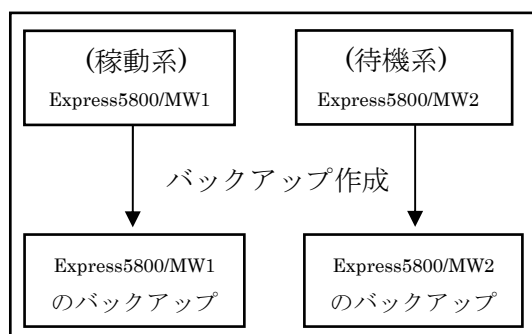 (稼動系)
Express5800/MW1
(待機系)
Express5800/MW2
バックアップ作成
Express5800/MW1
のバックアップ
Express5800/MW2
のバックアップ